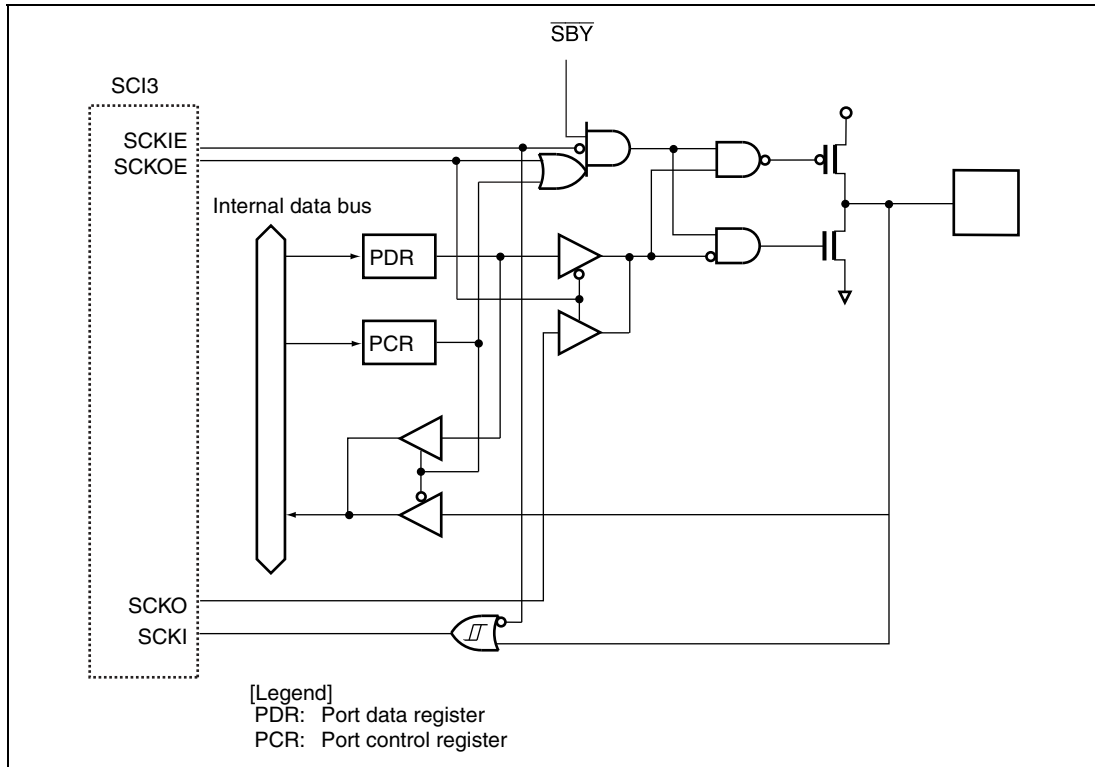 SBY
SCI3
SCKIE
SCKOE
Internal data bus
PDR
PCR
SCKO
SCKI
[Legend]
PDR: Port data register
PCR: Port control register